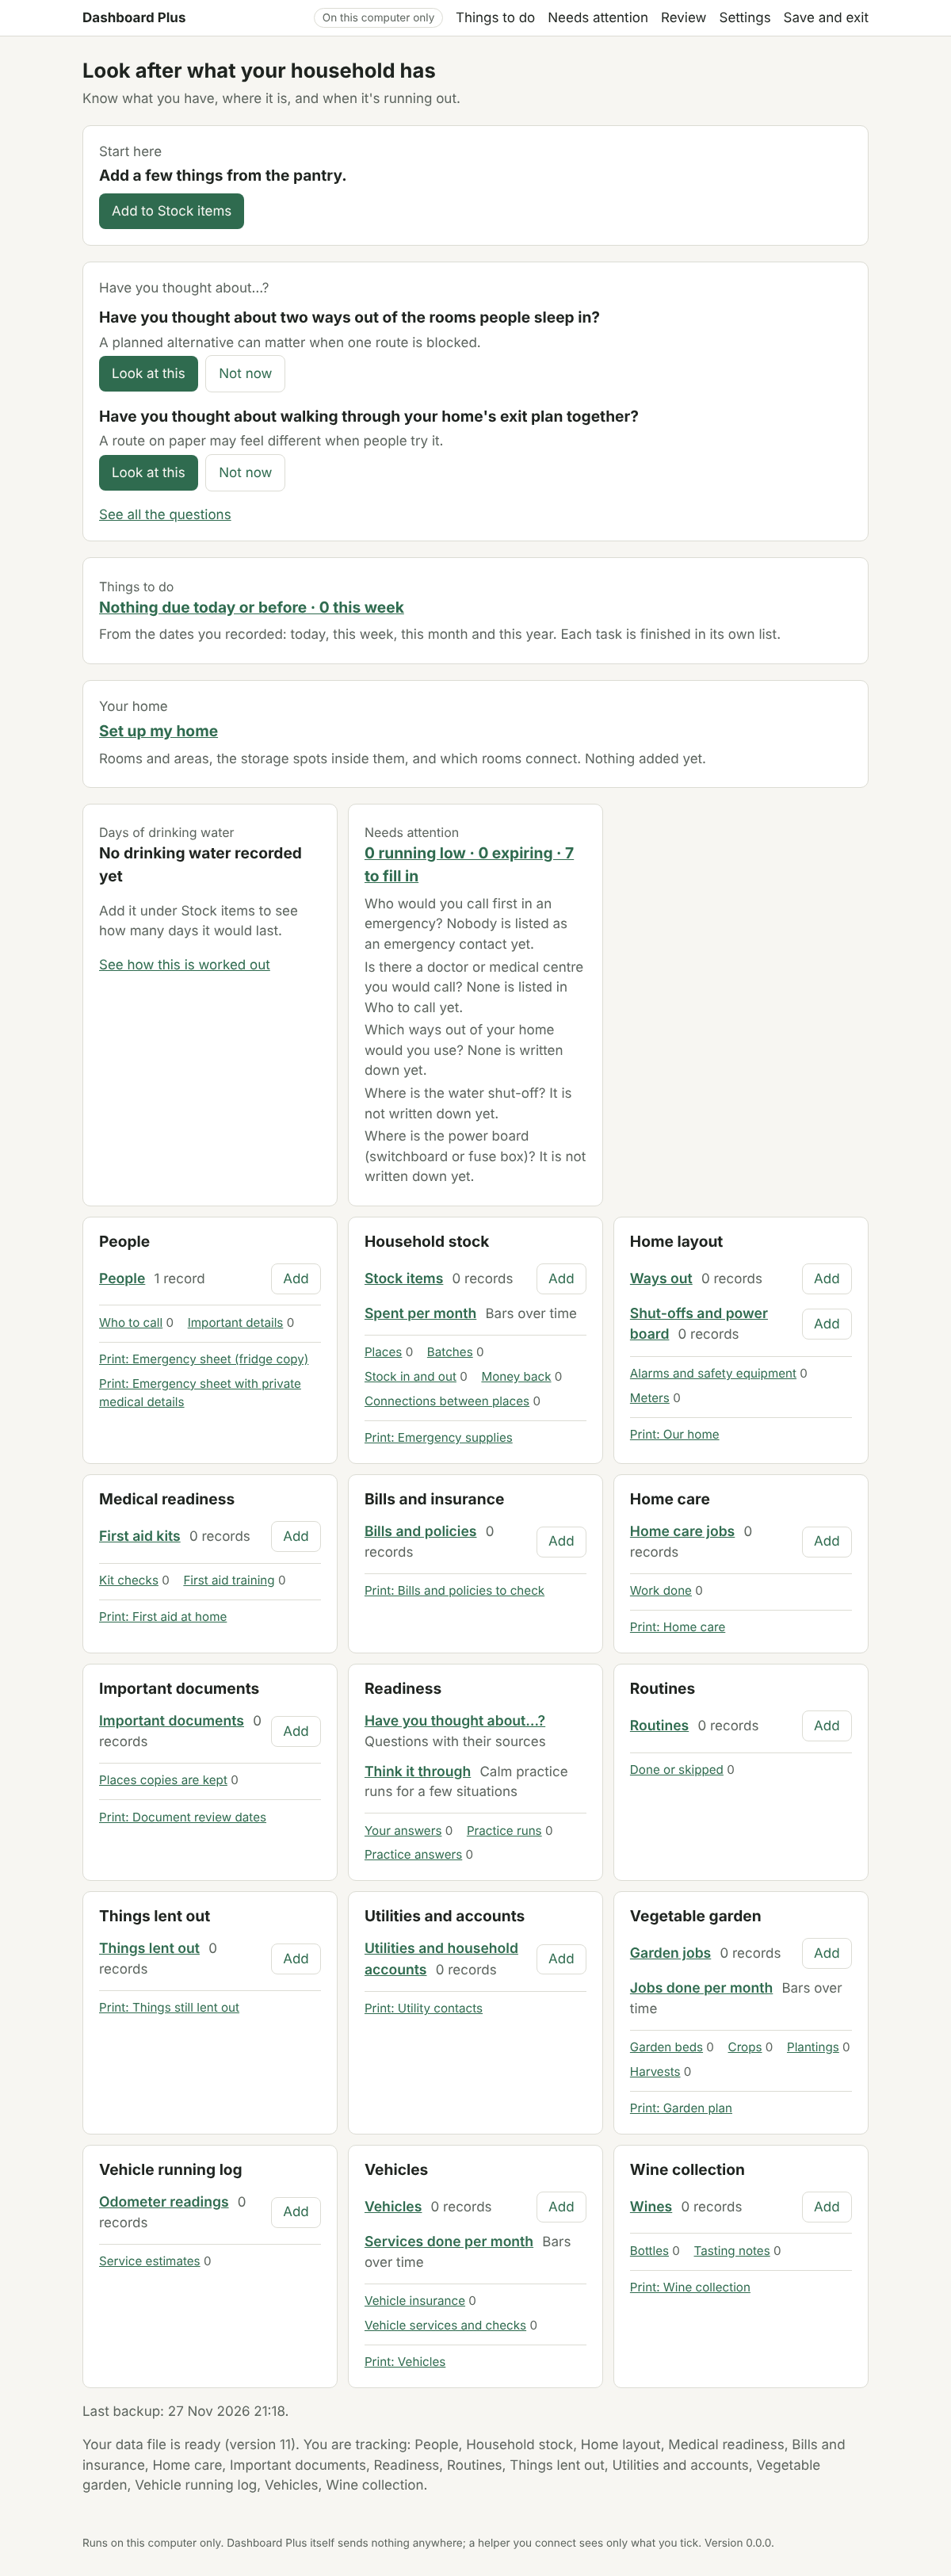 Dashboard Plus
On this computer only
Things to do
Needs attention
Review
Settings
Save and exit
Look after what your household has
Know what you have, where it is, and when it's running out.
Start here
Add a few things from the pantry.
Add to Stock items
Have you thought about...?
Have you thought about two ways out of the rooms people sleep in?
A planned alternative can matter when one route is blocked.
Look at this
Not now
Have you thought about walking through your home's exit plan together?
A route on paper may feel different when people try it.
Look at this
Not now
See all the questions
Things to do
Nothing due today or before · 0 this week
From the dates you recorded: today, this week, this month and this year. Each task is finished in its own list.
Your home
Set up my home
Rooms and areas, the storage spots inside them, and which rooms connect. Nothing added yet.
Days of drinking water
No drinking water recorded
yet
Add it under Stock items to see
how many days it would last.
See how this is worked out
Needs attention
0 running low · 0 expiring · 7
to fill in
Who would you call first in an
emergency? Nobody is listed as
an emergency contact yet.
Is there a doctor or medical centre
you would call? None is listed in
Who to call yet.
Which ways out of your home
would you use? None is written
down yet.
Where is the water shut-off? It is
not written down yet.
Where is the power board
(switchboard or fuse box)? It is not
written down yet.
People
People 1 record
Add
Who to call 0 Important details 0
Print: Emergency sheet (fridge copy)
Print: Emergency sheet with private
medical details
Household stock
Stock items 0 records
Add
Spent per month Bars over time
Places 0 Batches 0
Stock in and out 0 Money back 0
Connections between places 0
Print: Emergency supplies
Home layout
Ways out 0 records
Add
Shut-offs and power
board 0 records
Add
Alarms and safety equipment 0
Meters 0
Print: Our home
Medical readiness
First aid kits 0 records
Add
Kit checks 0 First aid training 0
Print: First aid at home
Bills and insurance
Bills and policies 0
records
Add
Print: Bills and policies to check
Home care
Home care jobs 0
records
Add
Work done 0
Print: Home care
Important documents
Important documents 0
records
Add
Places copies are kept 0
Print: Document review dates
Readiness
Have you thought about...?
Questions with their sources
Think it through Calm practice
runs for a few situations
Your answers 0 Practice runs 0
Practice answers 0
Routines
Routines 0 records
Add
Done or skipped 0
Things lent out
Things lent out 0
records
Add
Print: Things still lent out
Utilities and accounts
Utilities and household
accounts 0 records
Add
Print: Utility contacts
Vegetable garden
Garden jobs 0 records
Add
Jobs done per month Bars over
time
Garden beds 0 Crops 0 Plantings 0
Harvests 0
Print: Garden plan
Vehicle running log
Odometer readings 0
records
Add
Service estimates 0
Vehicles
Vehicles 0 records
Add
Services done per month Bars
over time
Vehicle insurance 0
Vehicle services and checks 0
Print: Vehicles
Wine collection
Wines 0 records
Add
Bottles 0 Tasting notes 0
Print: Wine collection
Last backup: 27 Nov 2026 21:18.
Your data file is ready (version 11). You are tracking: People, Household stock, Home layout, Medical readiness, Bills and
insurance, Home care, Important documents, Readiness, Routines, Things lent out, Utilities and accounts, Vegetable
garden, Vehicle running log, Vehicles, Wine collection.
Runs on this computer only. Dashboard Plus itself sends nothing anywhere; a helper you connect sees only what you tick. Version 0.0.0.